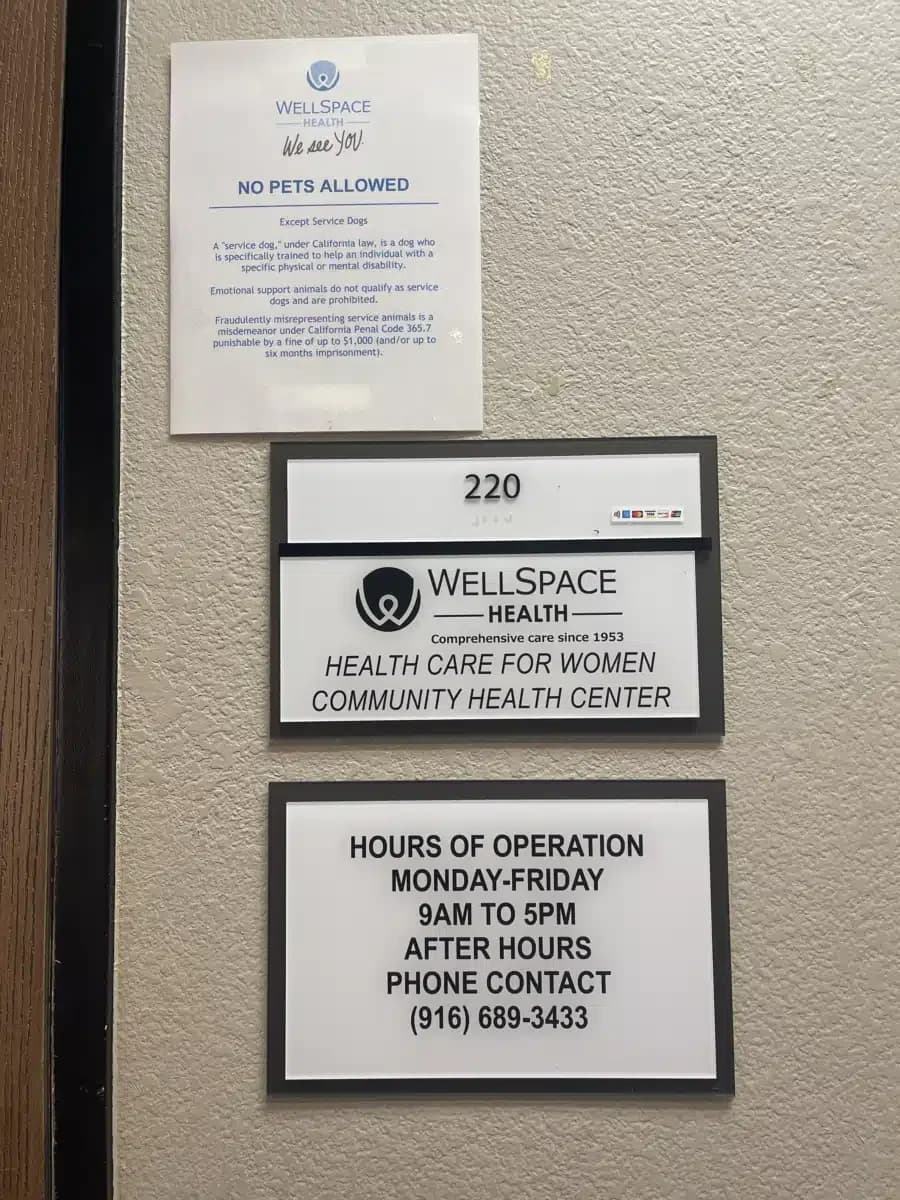 WELLSPACE
HEALTH
We see YOU.
NO PETS ALLOWED
Except Service Dogs
A "service dog," under California law, is a dog who
is specifically trained to help an individual with a
specific physical or mental disability.
Emotional support animals do not qualify as service
dogs and are prohibited.
Fraudulently misrepresenting service animals is a
misdemeanor under California Penal Code 365.7
punishable by a fine of up to $1,000 (and/or up to
six months imprisonment).
220
WELLSPACE
HEALTH
Comprehensive care since 1953
HEALTH CARE FOR WOMEN
COMMUNITY HEALTH CENTER
HOURS OF OPERATION
MONDAY-FRIDAY
9AM TO 5PM
AFTER HOURS
PHONE CONTACT
(916) 689-3433